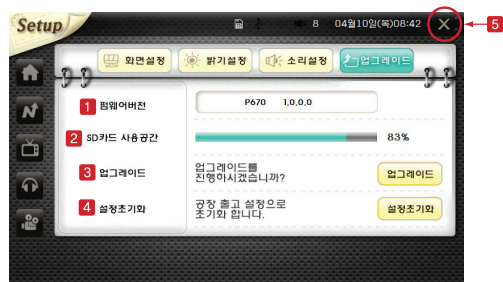 Setup
8 04월10일(목)08:42
5
화면설정 밝기설정 소리설정 업그레이드
1 펌웨어버전 P670 1,0,0,0
2 SD카드 사용공간 83%
3 업그레이드 업그레이드를
진행하시겠습니까? 업그레이드
4 설정초기화 공장 출고 설정으로
초기화 합니다. 설정초기화